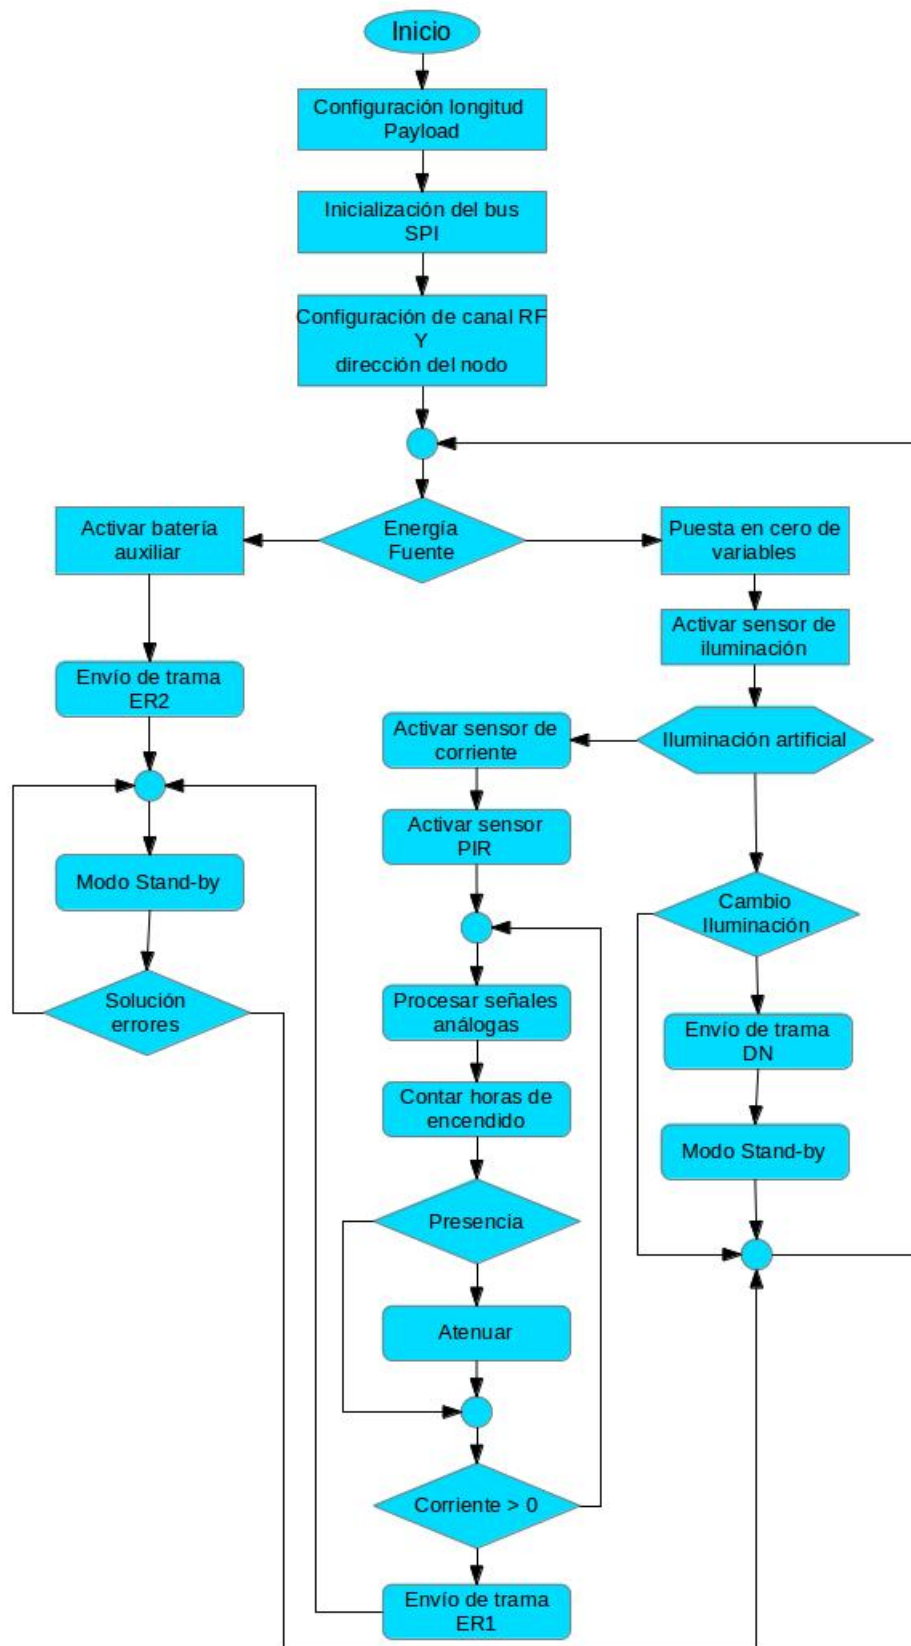 Inicio
Configuración longitud
Payload
Inicialización del bus
SPI
Configuración de canal RF
Y
dirección del nodo
Energía
Fuente
Activar batería
auxiliar
Envío de trama
ER2
Modo Stand-by
Solución
errores
Puesta en cero de
variables
Activar sensor de
iluminación
Iluminación artificial
Activar sensor de
corriente
Activar sensor
PIR
Procesar señales
análogas
Contar horas de
encendido
Presencia
Atenuar
Corriente > 0
Envío de trama
ER1
Cambio
Iluminación
Envío de trama
DN
Modo Stand-by